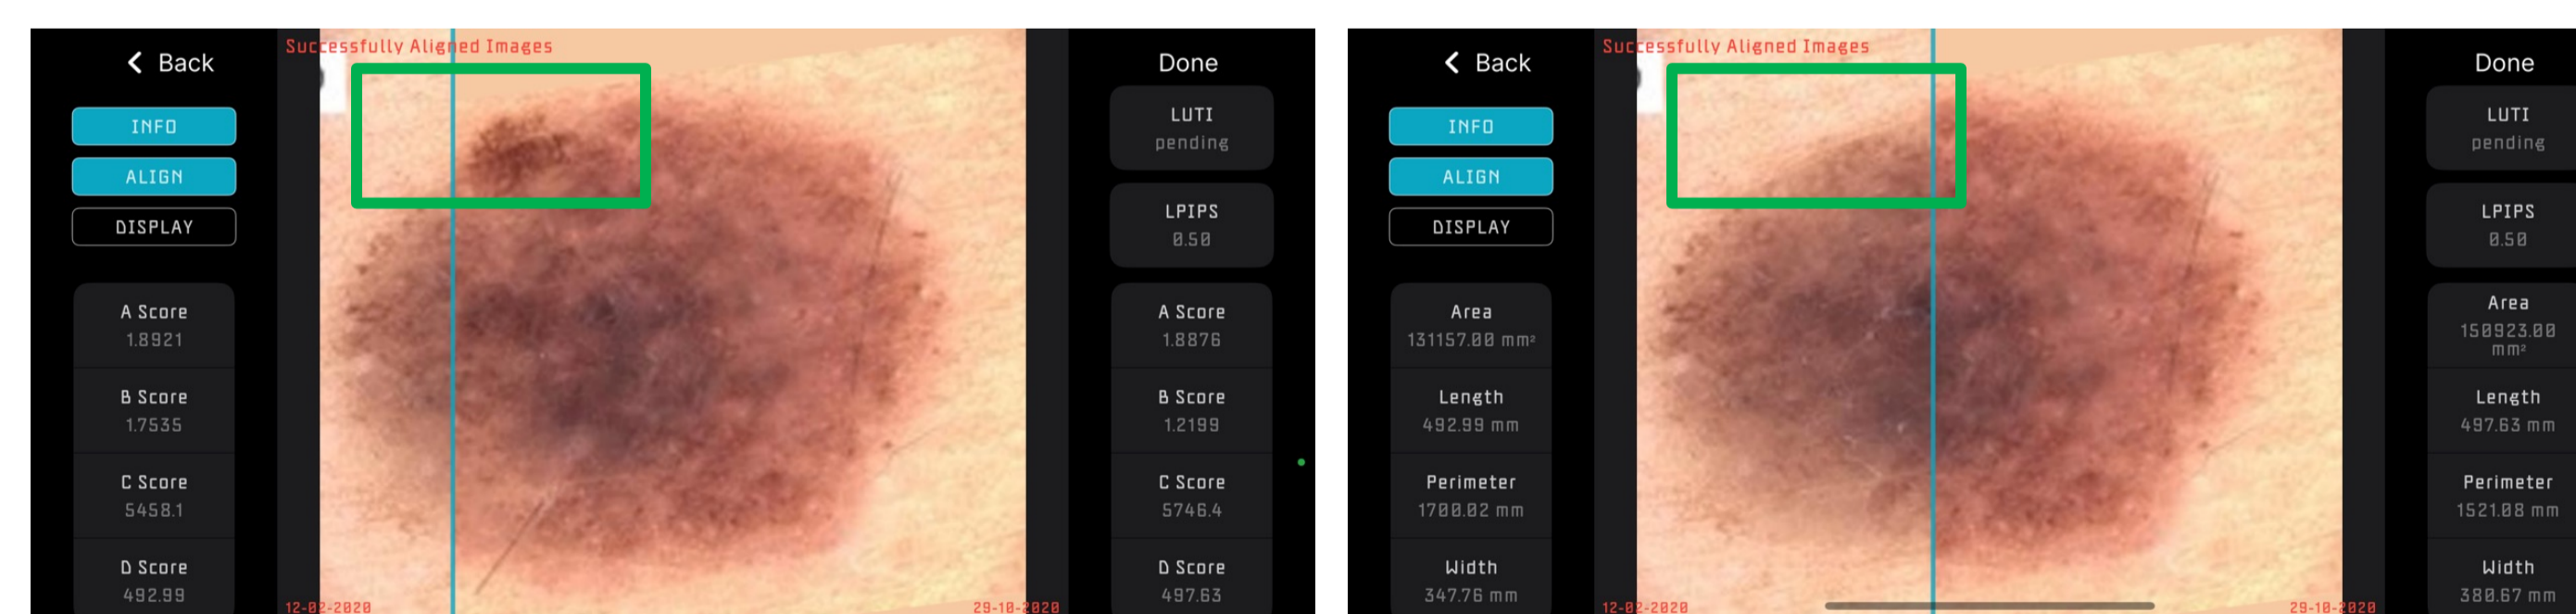 Back
INFO
ALIGN
DISPLAY
A Score
1.8921
B Score
1.7535
C Score
5458.1
D Score
492.99
Successfully Aligned Images
12-02-2020
29-10-2020
Done
LUTI
pending
LPIPS
0.50
A Score
1.8876
B Score
1.2199
C Score
5746.4
D Score
497.63
Back
INFO
ALIGN
DISPLAY
Area
131157.00 mm²
Length
492.99 mm
Perimeter
1700.02 mm
Width
347.76 mm
Successfully Aligned Images
12-02-2020
29-10-2020
Done
LUTI
pending
LPIPS
0.50
Area
150923.00
mm²
Length
497.63 mm
Perimeter
1521.08 mm
Width
380.67 mm